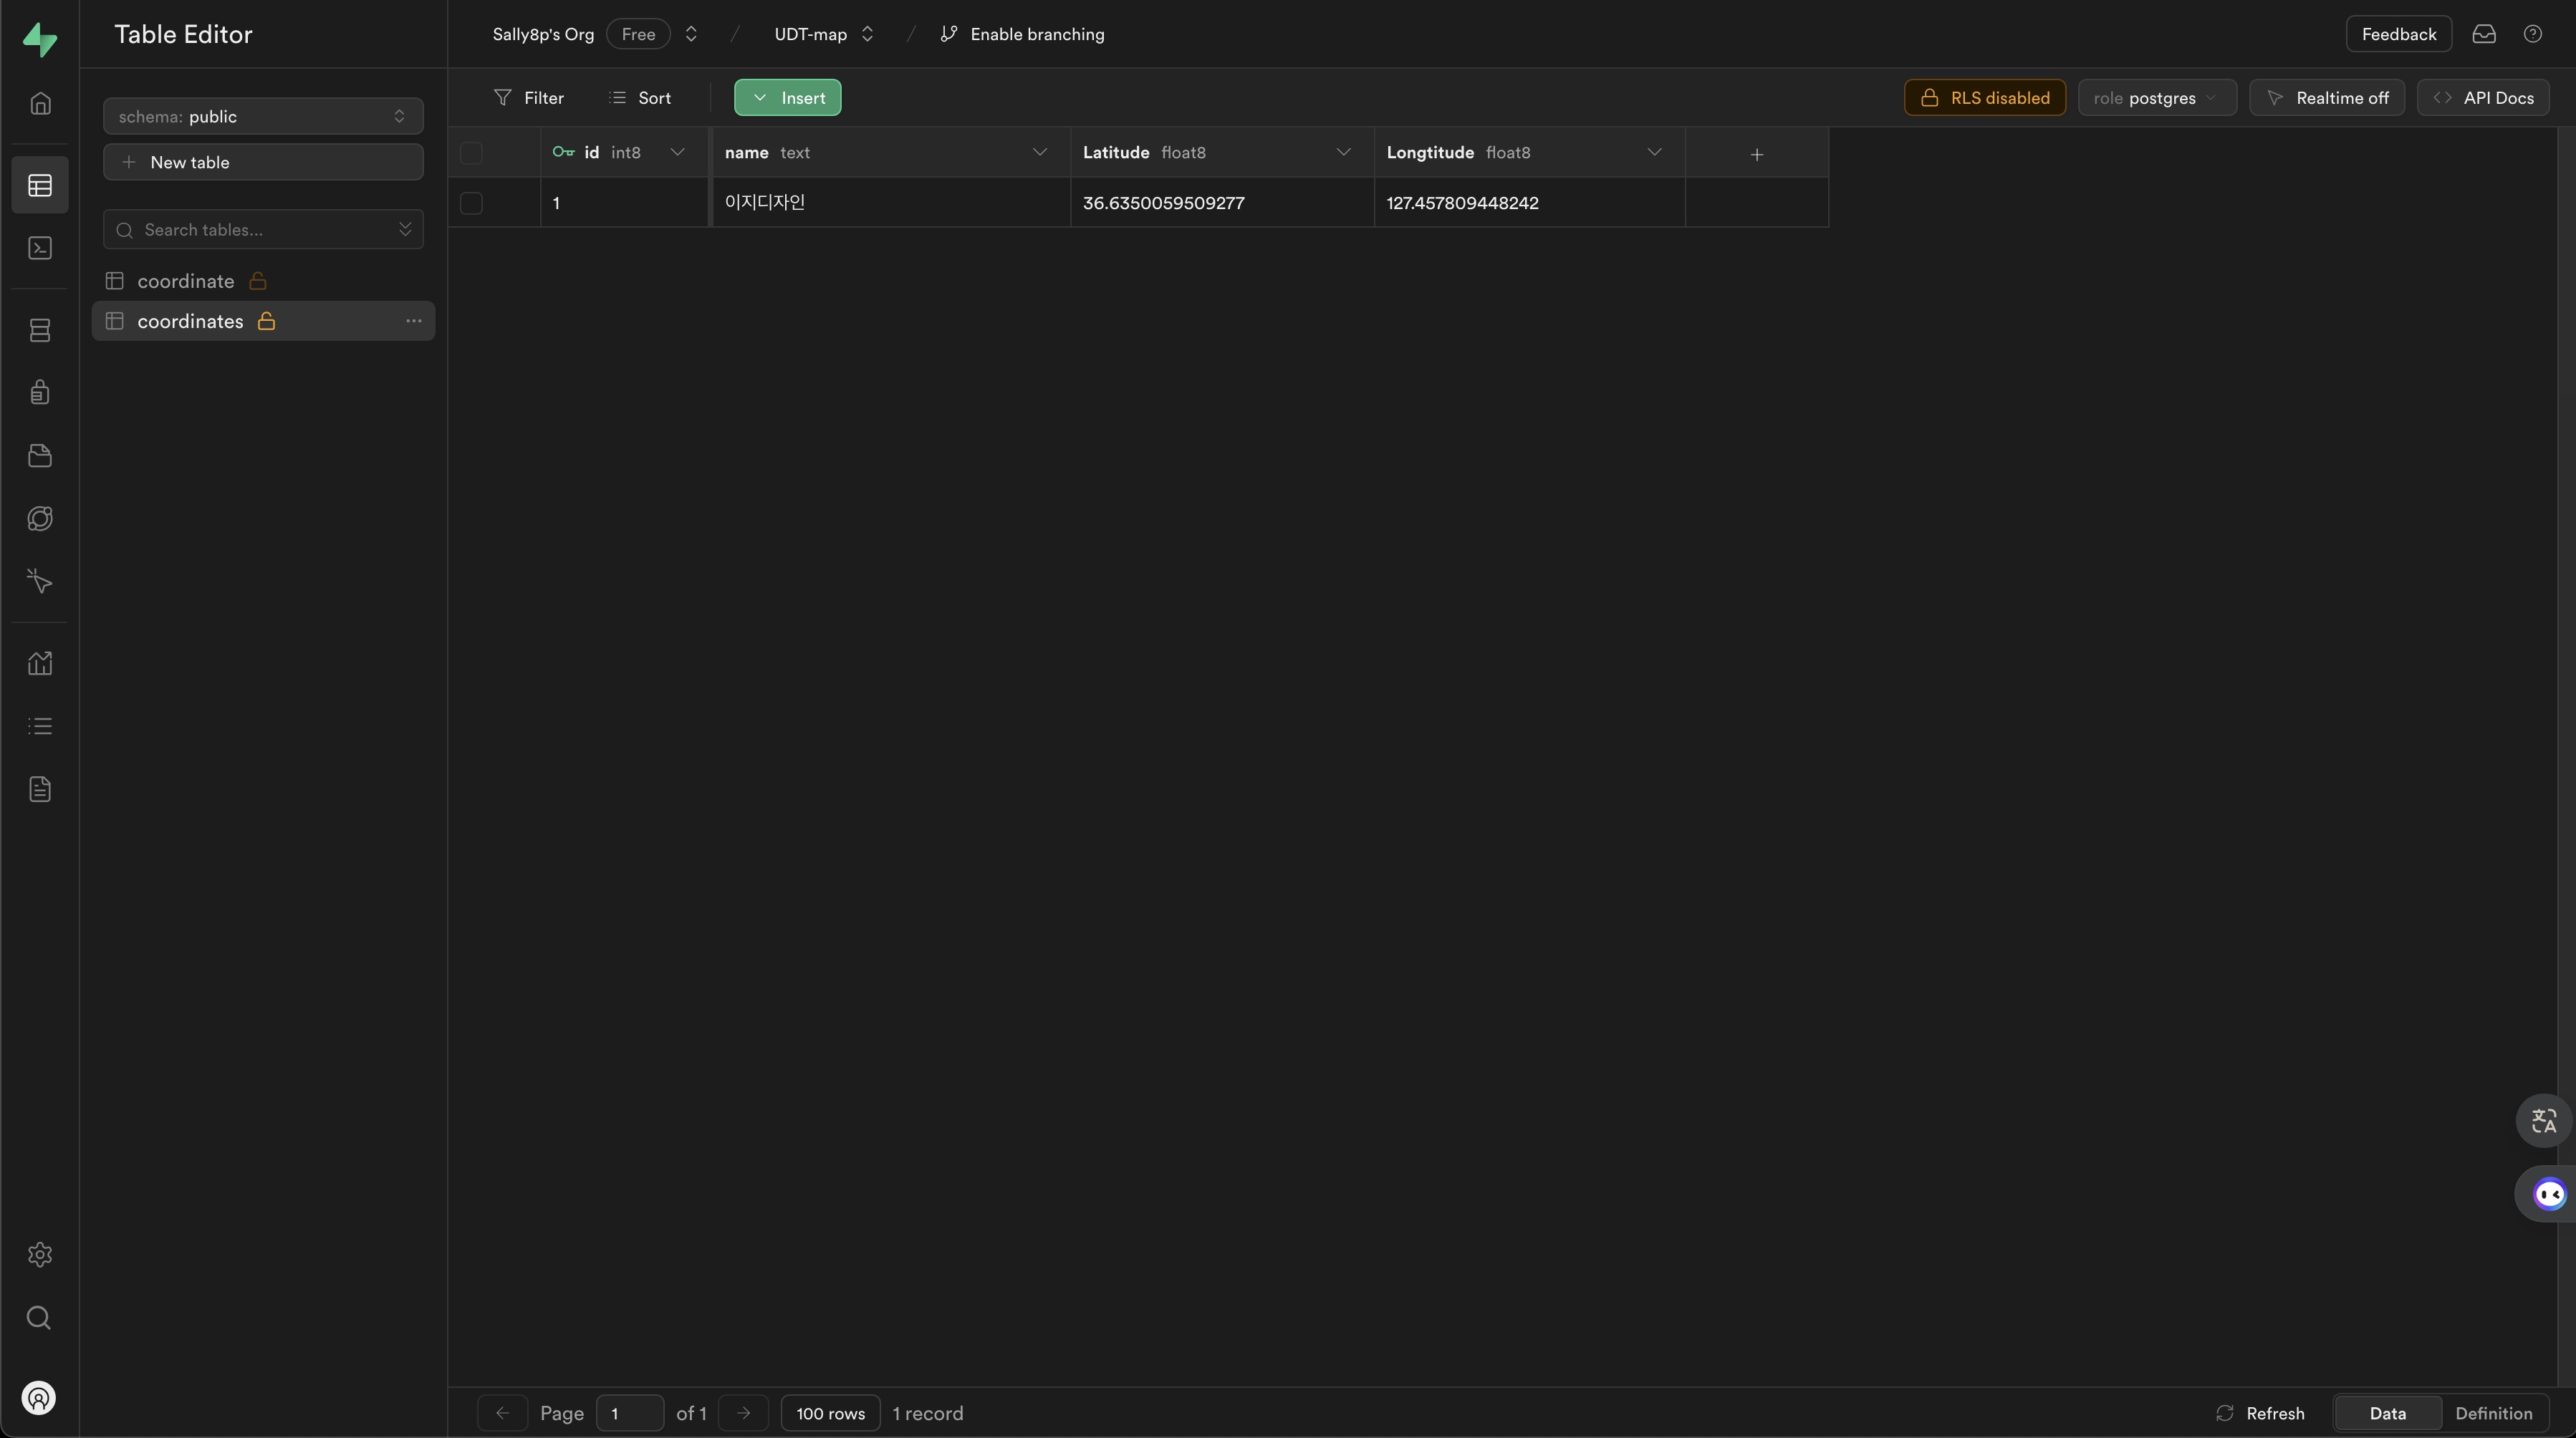 Table Editor
Sally8p's Org Free / UDT-map / Enable branching
Feedback
schema: public
New table
Search tables...
coordinate
coordinates
Filter Sort Insert
RLS disabled role postgres Realtime off API Docs
id int8 name text Latitude float8 Longtitude float8
1 이지디자인 36.6350059509277 127.457809448242
Page 1 of 1 100 rows 1 record
Refresh Data Definition